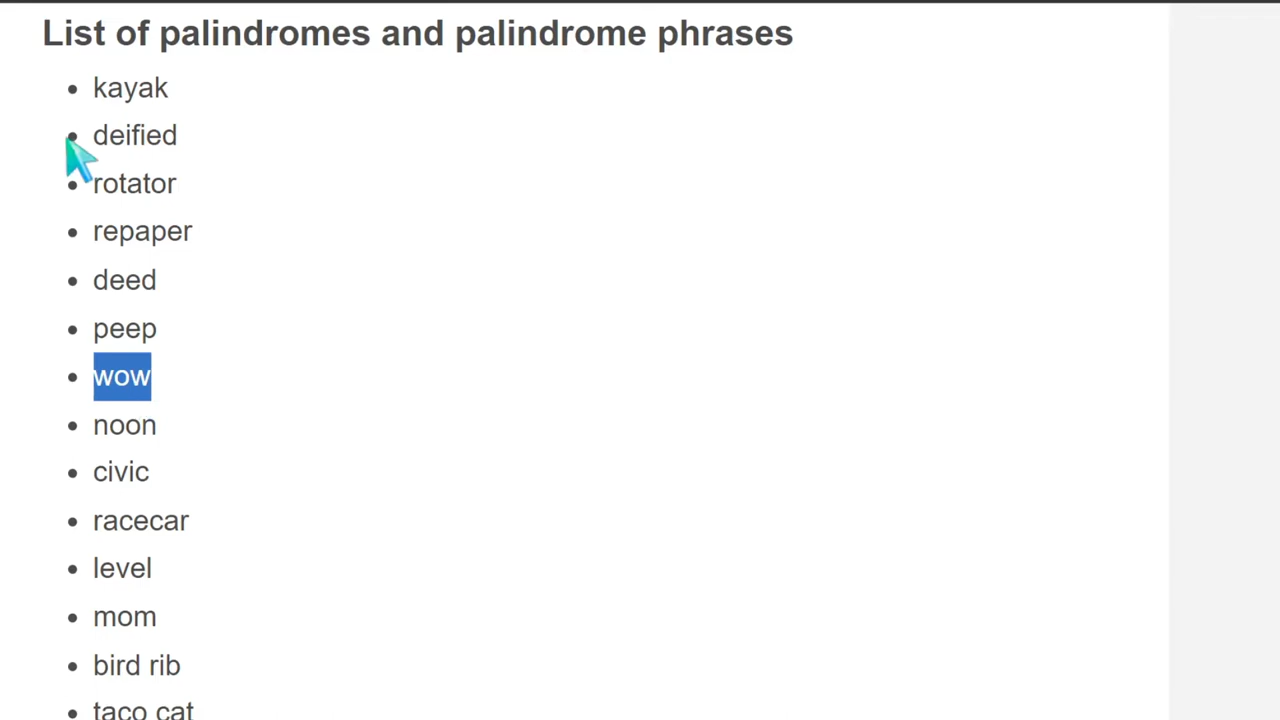 List of palindromes and palindrome phrases
kayak
deified
rotator
repaper
deed
peep
wow
noon
civic
racecar
level
mom
bird rib
taco cat